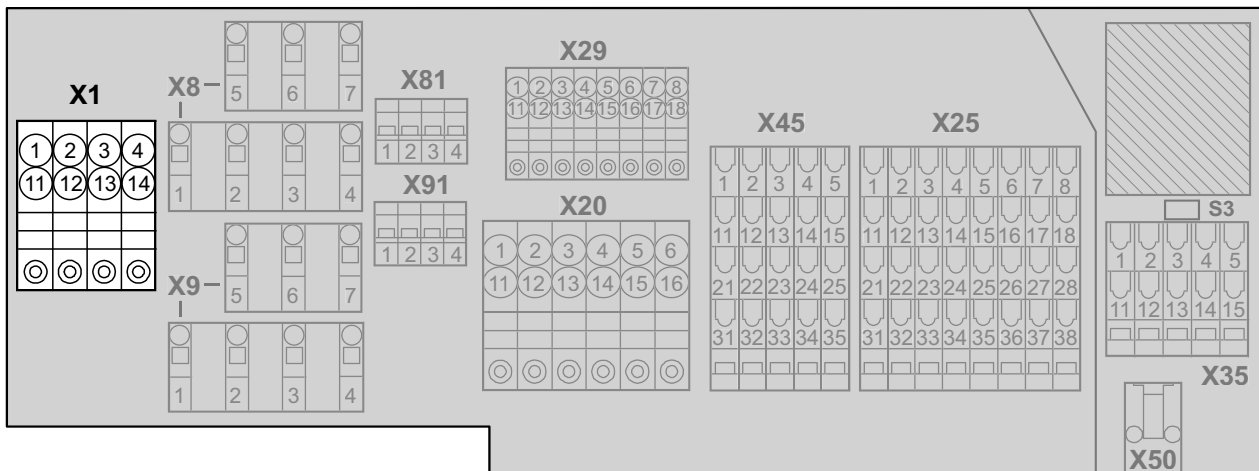 X1
1 2 3 4
11 12 13 14
X8
5 6 7
1 2 3 4
X9
5 6 7
1 2 3 4
X81
1 2 3 4
X91
1 2 3 4
X29
1 2 3 4 5 6 7 8
11 12 13 14 15 16 17 18
X20
1 2 3 4 5 6
11 12 13 14 15 16
X45
1 2 3 4 5
11 12 13 14 15
21 22 23 24 25
31 32 33 34 35
X25
1 2 3 4 5 6 7 8
11 12 13 14 15 16 17 18
21 22 23 24 25 26 27 28
31 32 33 34 35 36 37 38
S3
1 2 3 4 5
11 12 13 14 15
X35
X50